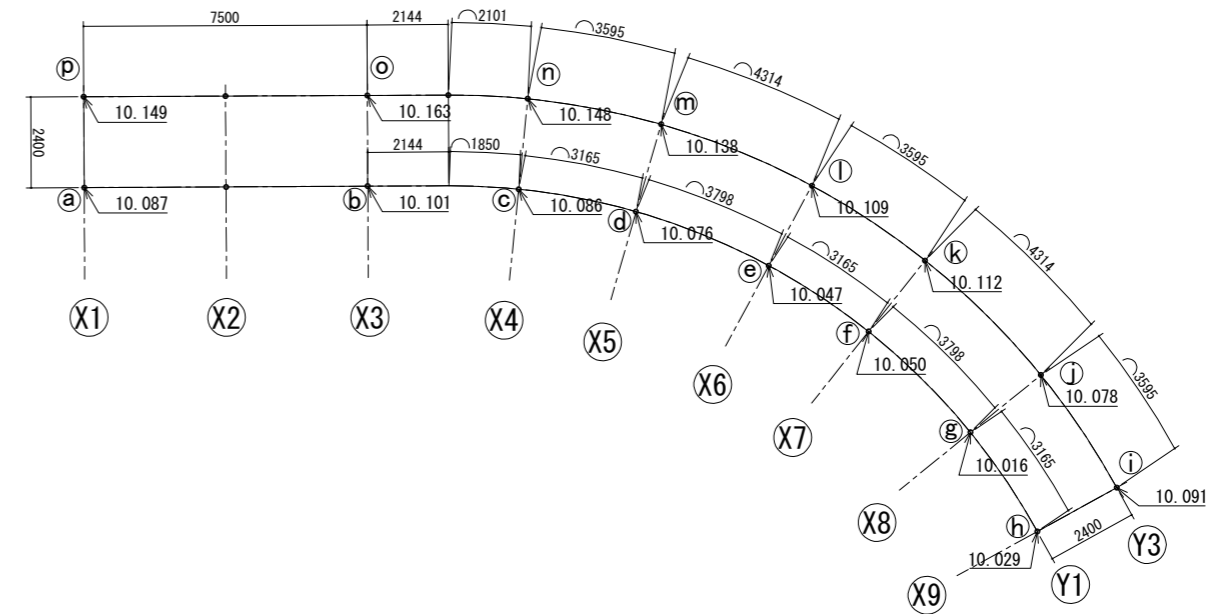 7500
2144
⌒2101
⌒3595
⌒4314
⌒3595
⌒4314
⌒3595
p
o
n
m
l
k
j
i
10.149
10.163
10.148
10.138
10.109
10.112
10.078
10.091
2400
2144
⌒1850
⌒3165
⌒3798
⌒3165
⌒3798
⌒3165
a
b
c
d
e
f
g
h
10.087
10.101
10.086
10.076
10.047
10.050
10.016
10.029
2400
X1
X2
X3
X4
X5
X6
X7
X8
X9
Y1
Y3